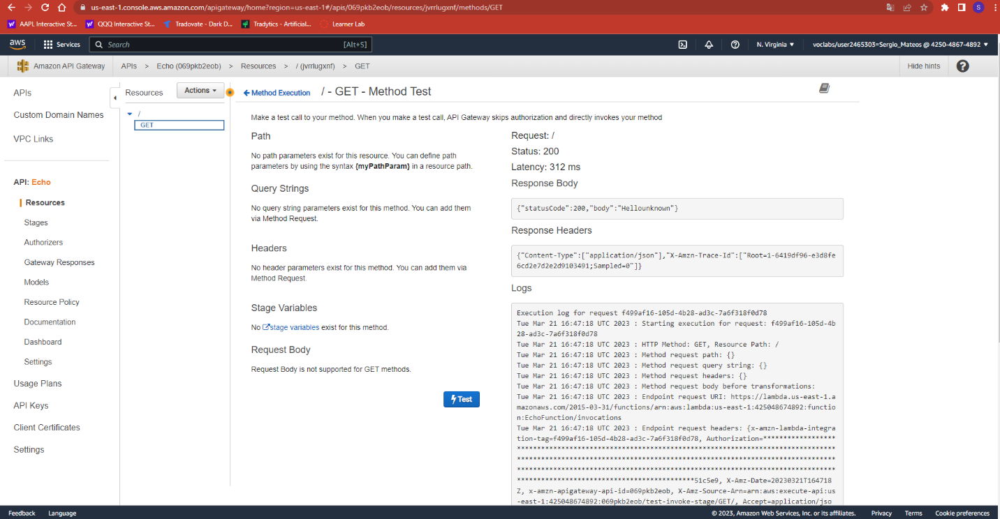 us-east-1.console.aws.amazon.com/apigateway/home?region=us-east-1#/apis/069pkb2eob/resources/jvrrlugxnf/methods/GET
S
AAPL Interactive St... QQQ Interactive St... Tradovate - Dark D... Tradytics - Artificial... Learner Lab
aws Services Search [Alt+S] N. Virginia ▼ voclabs/user2465303=Sergio_Mateos @ 4250-4867-4892 ▼
Amazon API Gateway APIs > Echo (069pkb2eob) > Resources > / (jvrrlugxnf) > GET Hide hints ?
APIs
Custom Domain Names
VPC Links
API: Echo
Resources
Stages
Authorizers
Gateway Responses
Models
Resource Policy
Documentation
Dashboard
Settings
Usage Plans
API Keys
Client Certificates
Settings
Resources Actions
/
GET
Method Execution / - GET - Method Test
Make a test call to your method. When you make a test call, API Gateway skips authorization and directly invokes your method
Path
No path parameters exist for this resource. You can define path
parameters by using the syntax {myPathParam} in a resource path.
Query Strings
No query string parameters exist for this method. You can add them
via Method Request.
Headers
No header parameters exist for this method. You can add them via
Method Request.
Stage Variables
No stage variables exist for this method.
Request Body
Request Body is not supported for GET methods.
Test
Request: /
Status: 200
Latency: 312 ms
Response Body
{"statusCode":200,"body":"Hellounknown"}
Response Headers
{"Content-Type":["application/json"],"X-Amzn-Trace-Id":["Root=1-6419df96-e3d8fe
6cd2e7d2e2d9103491;Sampled=0"]}
Logs
Execution log for request f499af16-105d-4b28-ad3c-7a6f318f0d78
Tue Mar 21 16:47:18 UTC 2023 : Starting execution for request: f499af16-105d-4b
28-ad3c-7a6f318f0d78
Tue Mar 21 16:47:18 UTC 2023 : HTTP Method: GET, Resource Path: /
Tue Mar 21 16:47:18 UTC 2023 : Method request path: {}
Tue Mar 21 16:47:18 UTC 2023 : Method request query string: {}
Tue Mar 21 16:47:18 UTC 2023 : Method request headers: {}
Tue Mar 21 16:47:18 UTC 2023 : Method request body before transformations:
Tue Mar 21 16:47:18 UTC 2023 : Endpoint request URI: https://lambda.us-east-1.a
mazonaws.com/2015-03-31/functions/arn:aws:lambda:us-east-1:425048674892:functio
n:EchoFunction/invocations
Tue Mar 21 16:47:18 UTC 2023 : Endpoint request headers: {x-amzn-lambda-integra
tion-tag=f499af16-105d-4b28-ad3c-7a6f318f0d78, Authorization=******************
*******************************************************************************
*******************************************************************************
*******************************************************************************
******************************************51c5e9, X-Amz-Date=20230321T164718
Z, x-amzn-apigateway-api-id=069pkb2eob, X-Amz-Source-Arn=arn:aws:execute-api:us
-east-1:425048674892:069pkb2eob/test-invoke-stage/GET/, Accept=application/jso
Feedback Language © 2023, Amazon Web Services, Inc. or its affiliates. Privacy Terms Cookie preferences